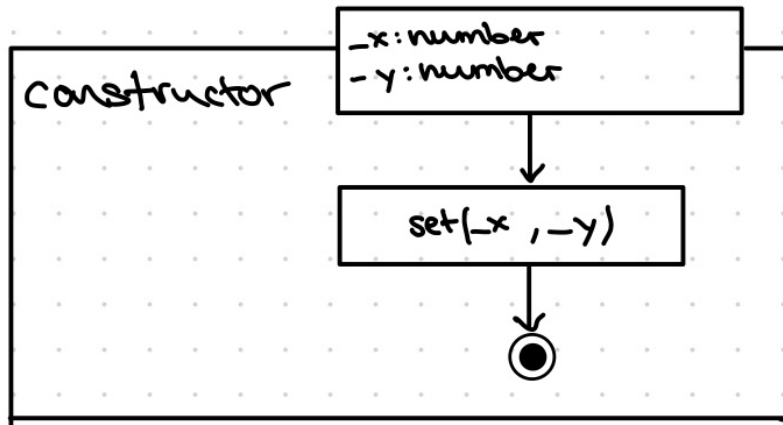 _x: number
_y: number
constructor
set(_x, _y)